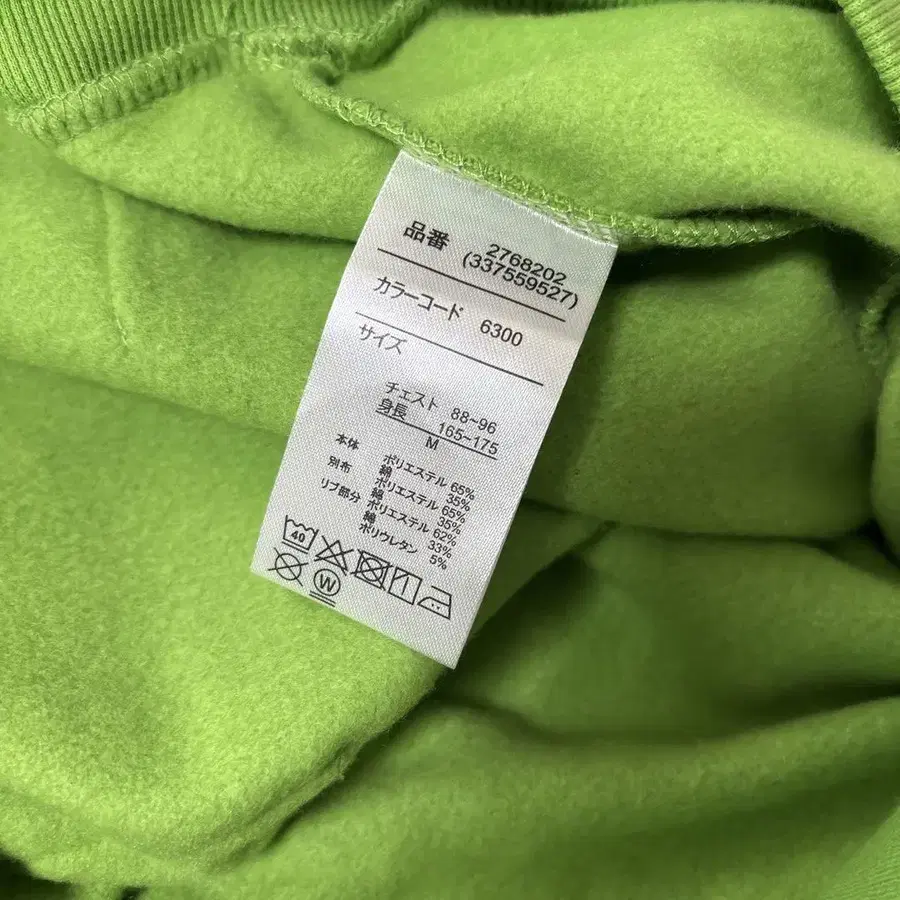 品番 2768202
(337559527)
カラーコード 6300
サイズ
チェスト 88~96
身長 165~175
M
本体 ポリエステル 65%
綿 35%
別布 ポリエステル 65%
綿 35%
リブ部分 ポリエステル 62%
綿 33%
ポリウレタン 5%
40
W